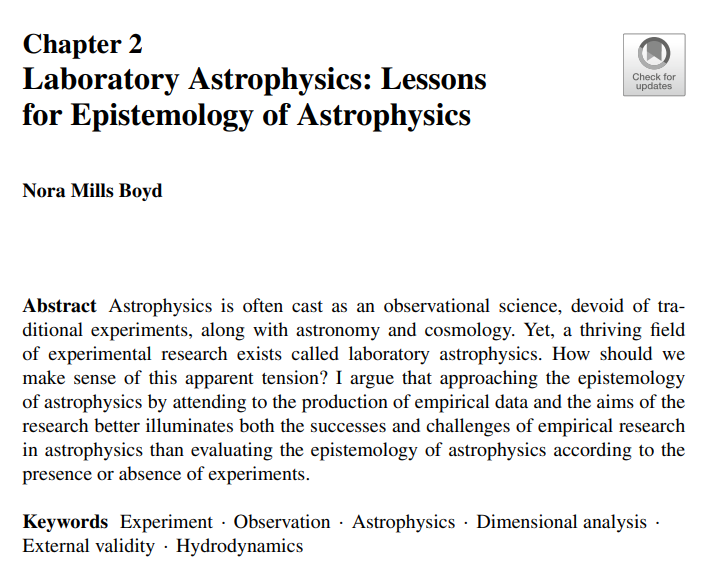 Chapter 2
Laboratory Astrophysics: Lessons
for Epistemology of Astrophysics
Check for
updates
Nora Mills Boyd
Abstract Astrophysics is often cast as an observational science, devoid of tra-
ditional experiments, along with astronomy and cosmology. Yet, a thriving field
of experimental research exists called laboratory astrophysics. How should we
make sense of this apparent tension? I argue that approaching the epistemology
of astrophysics by attending to the production of empirical data and the aims of the
research better illuminates both the successes and challenges of empirical research
in astrophysics than evaluating the epistemology of astrophysics according to the
presence or absence of experiments.
Keywords Experiment · Observation · Astrophysics · Dimensional analysis ·
External validity · Hydrodynamics